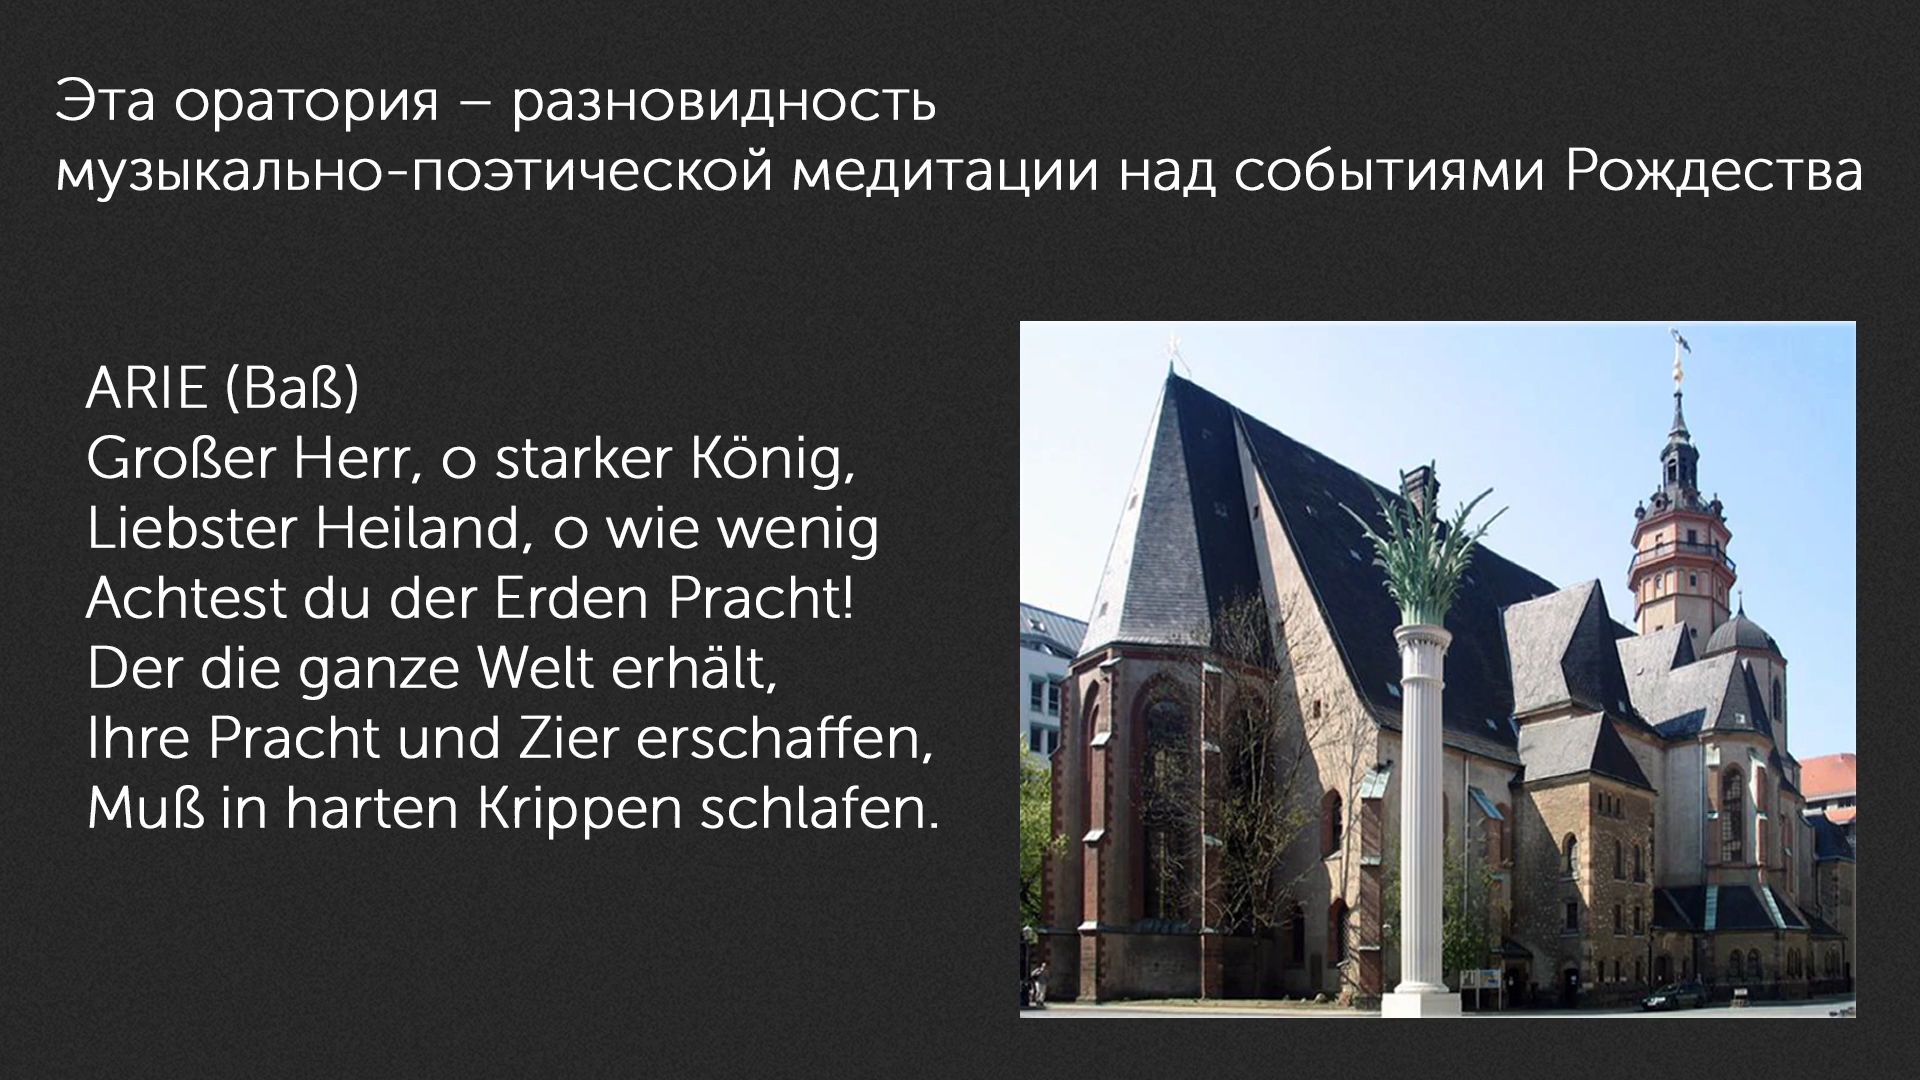 Эта оратория – разновидность
музыкально-поэтической медитации над событиями Рождества
ARIE (Baß)
Großer Herr, o starker König,
Liebster Heiland, o wie wenig
Achtest du der Erden Pracht!
Der die ganze Welt erhält,
Ihre Pracht und Zier erschaffen,
Muß in harten Krippen schlafen.